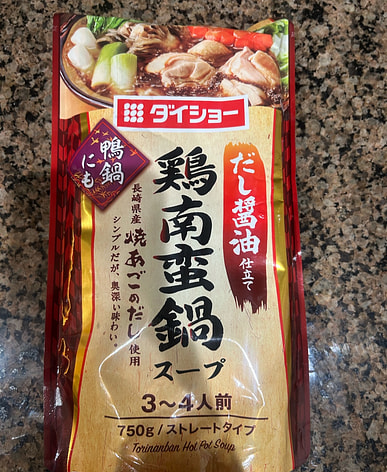 ダイショー
鴨鍋
にも
だし醤油
仕立て
鶏南蛮鍋
スープ
長崎県産
焼あごのだし使用
シンプルだが、奥深い味わい。
3〜4人前
750g/ストレートタイプ
Torinanban Hot Pot Soup